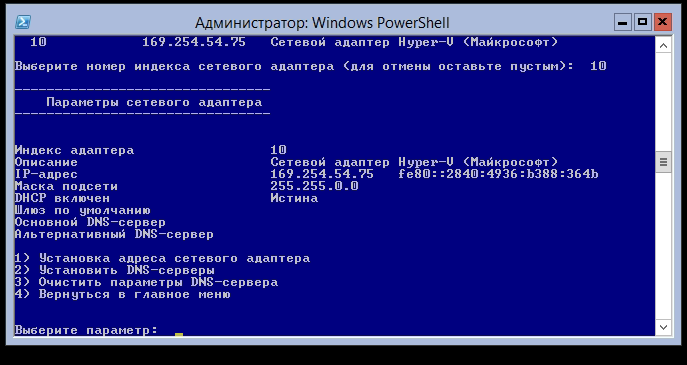 Администратор: Windows PowerShell
10 169.254.54.75 Сетевой адаптер Hyper-V (Майкрософт)
Выберите номер индекса сетевого адаптера (для отмены оставьте пустым): 10
--------------------------------
Параметры сетевого адаптера
--------------------------------
Индекс адаптера 10
Описание Сетевой адаптер Hyper-V (Майкрософт)
IP-адрес 169.254.54.75 fe80::2840:4936:b388:364b
Маска подсети 255.255.0.0
DHCP включен Истина
Шлюз по умолчанию
Основной DNS-сервер
Альтернативный DNS-сервер
1) Установка адреса сетевого адаптера
2) Установить DNS-серверы
3) Очистить параметры DNS-сервера
4) Вернуться в главное меню
Выберите параметр: